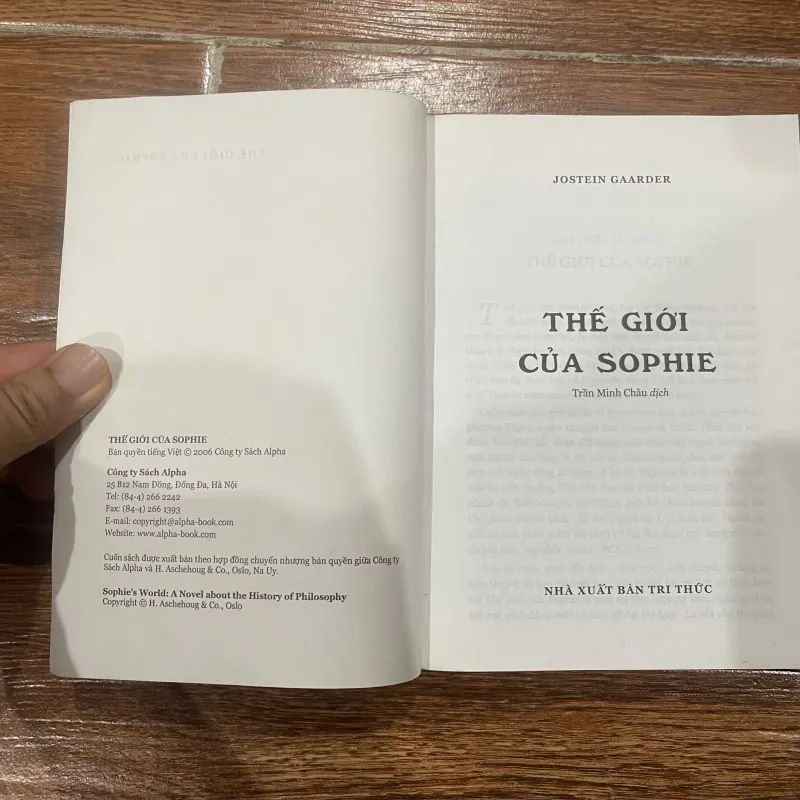 THẾ GIỚI CỦA SOPHIE
Bản quyền tiếng Việt © 2006 Công ty Sách Alpha
Công ty Sách Alpha
25 B12 Nam Đồng, Đống Đa, Hà Nội
Tel: (84-4) 266 2242
Fax: (84-4) 266 1393
E-mail: copyright@alpha-book.com
Website: www.alpha-book.com
Cuốn sách được xuất bản theo hợp đồng chuyển nhượng bản quyền giữa Công ty
Sách Alpha và H. Aschehoug & Co., Oslo, Na Uy.
Sophie's World: A Novel about the History of Philosophy
Copyright © H. Aschehoug & Co., Oslo
JOSTEIN GAARDER
THẾ GIỚI
CỦA SOPHIE
Trần Minh Châu dịch
NHÀ XUẤT BẢN TRI THỨC